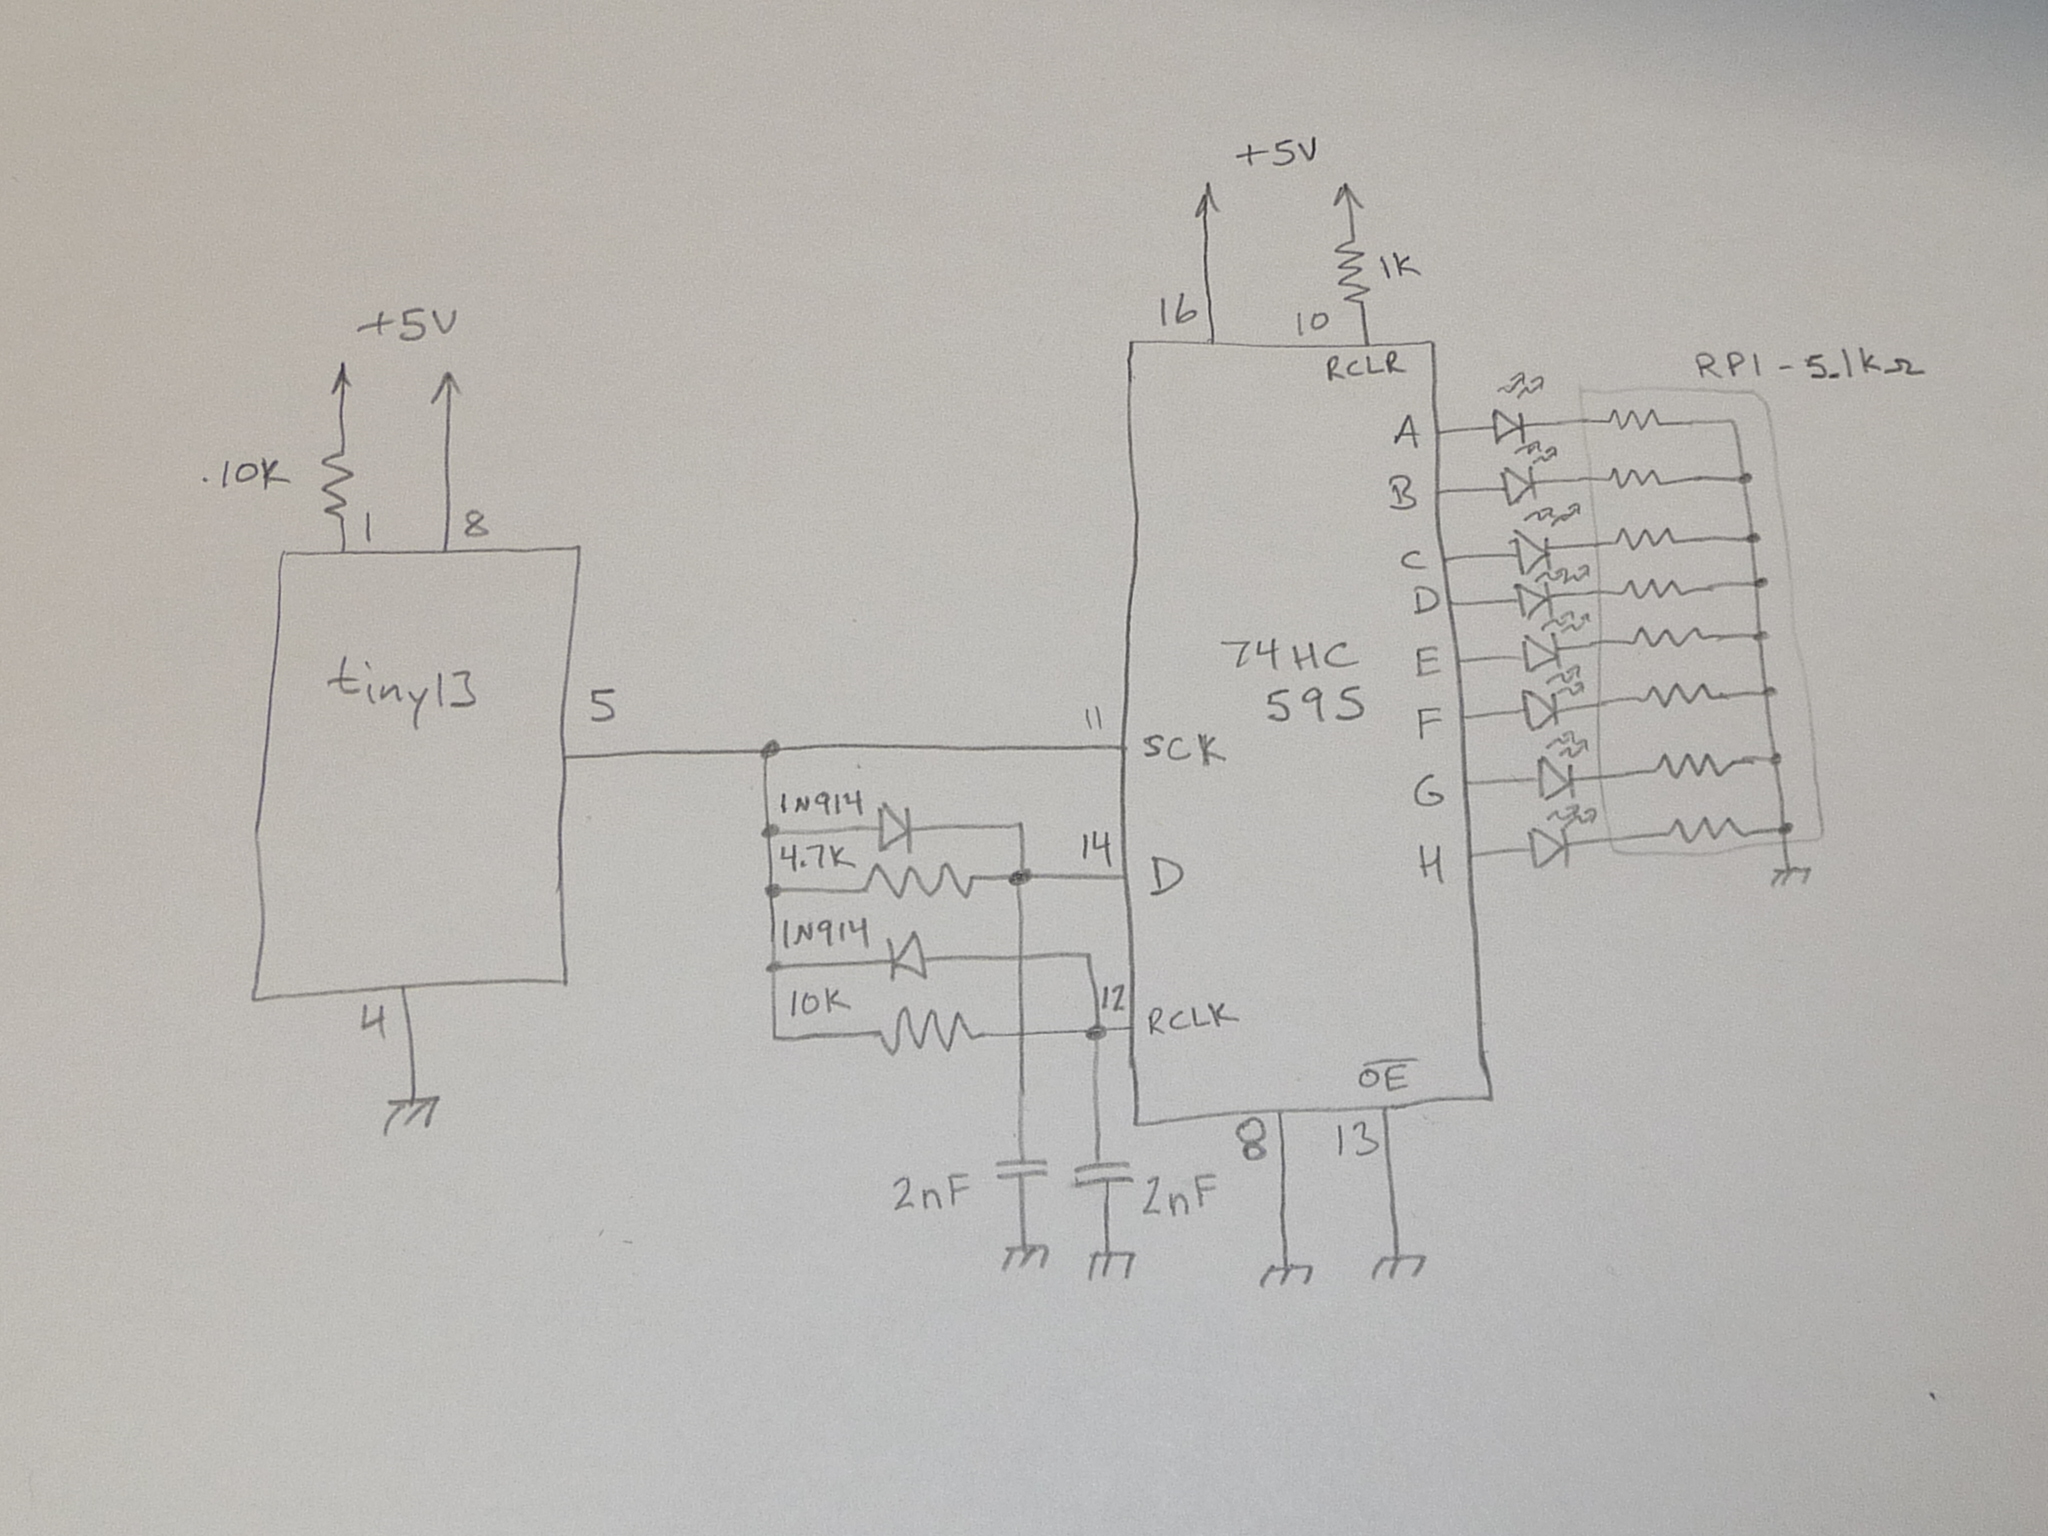 +5V
16
10
1K
RCLR
+5V
.10K
1
8
tiny13
5
4
RP1 - 5.1kΩ
A
B
C
D
E
F
G
H
74HC
595
11
SCK
1N914
4.7K
14
D
1N914
10K
12
RCLK
OE
8
13
2nF
2nF